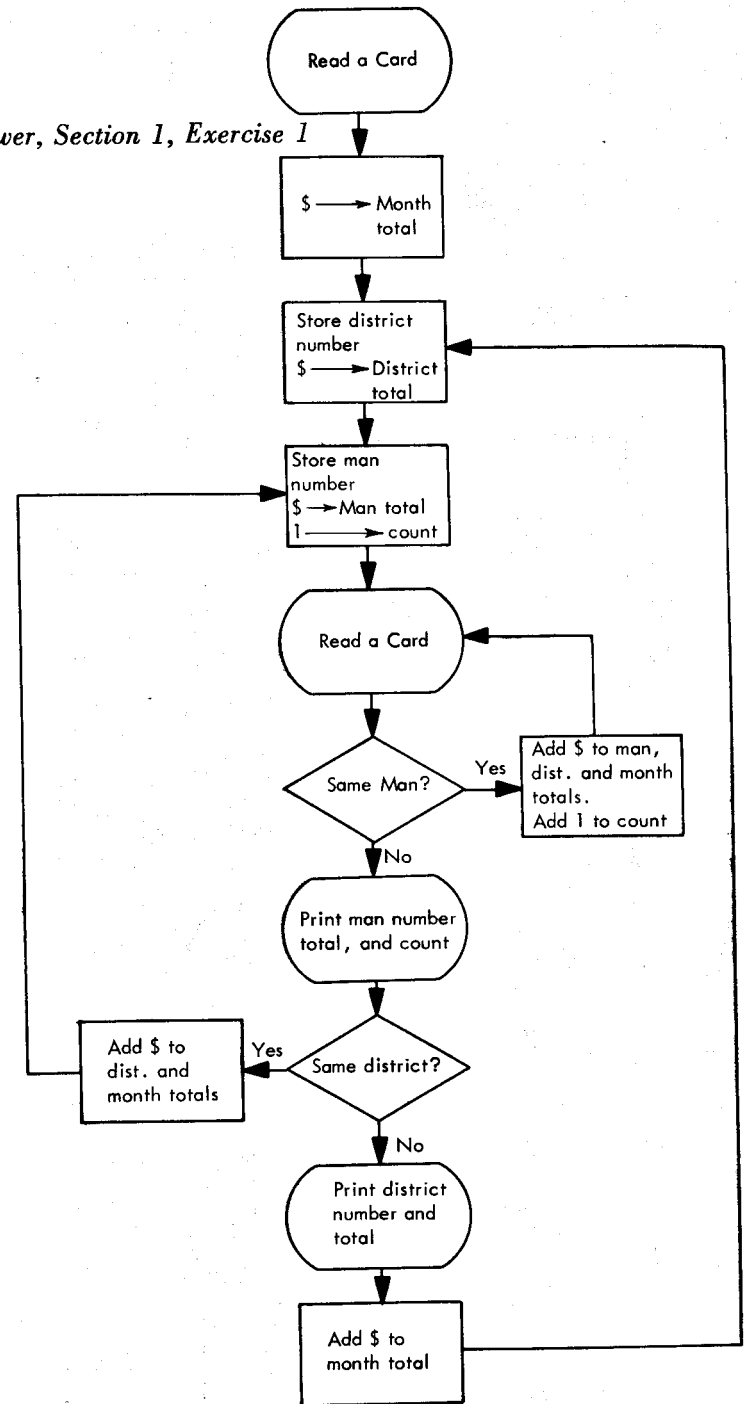 Read a Card
Section 1, Exercise 1
$ → Month
total
Store district
number
$ → District
total
Store man
number
$ → Man total
1 → count
Read a Card
Same Man?
Yes
Add $ to man,
dist. and month
totals.
Add 1 to count
No
Print man number
total, and count
Same district?
Yes
Add $ to
dist. and
month totals
No
Print district
number and
total
Add $ to
month total